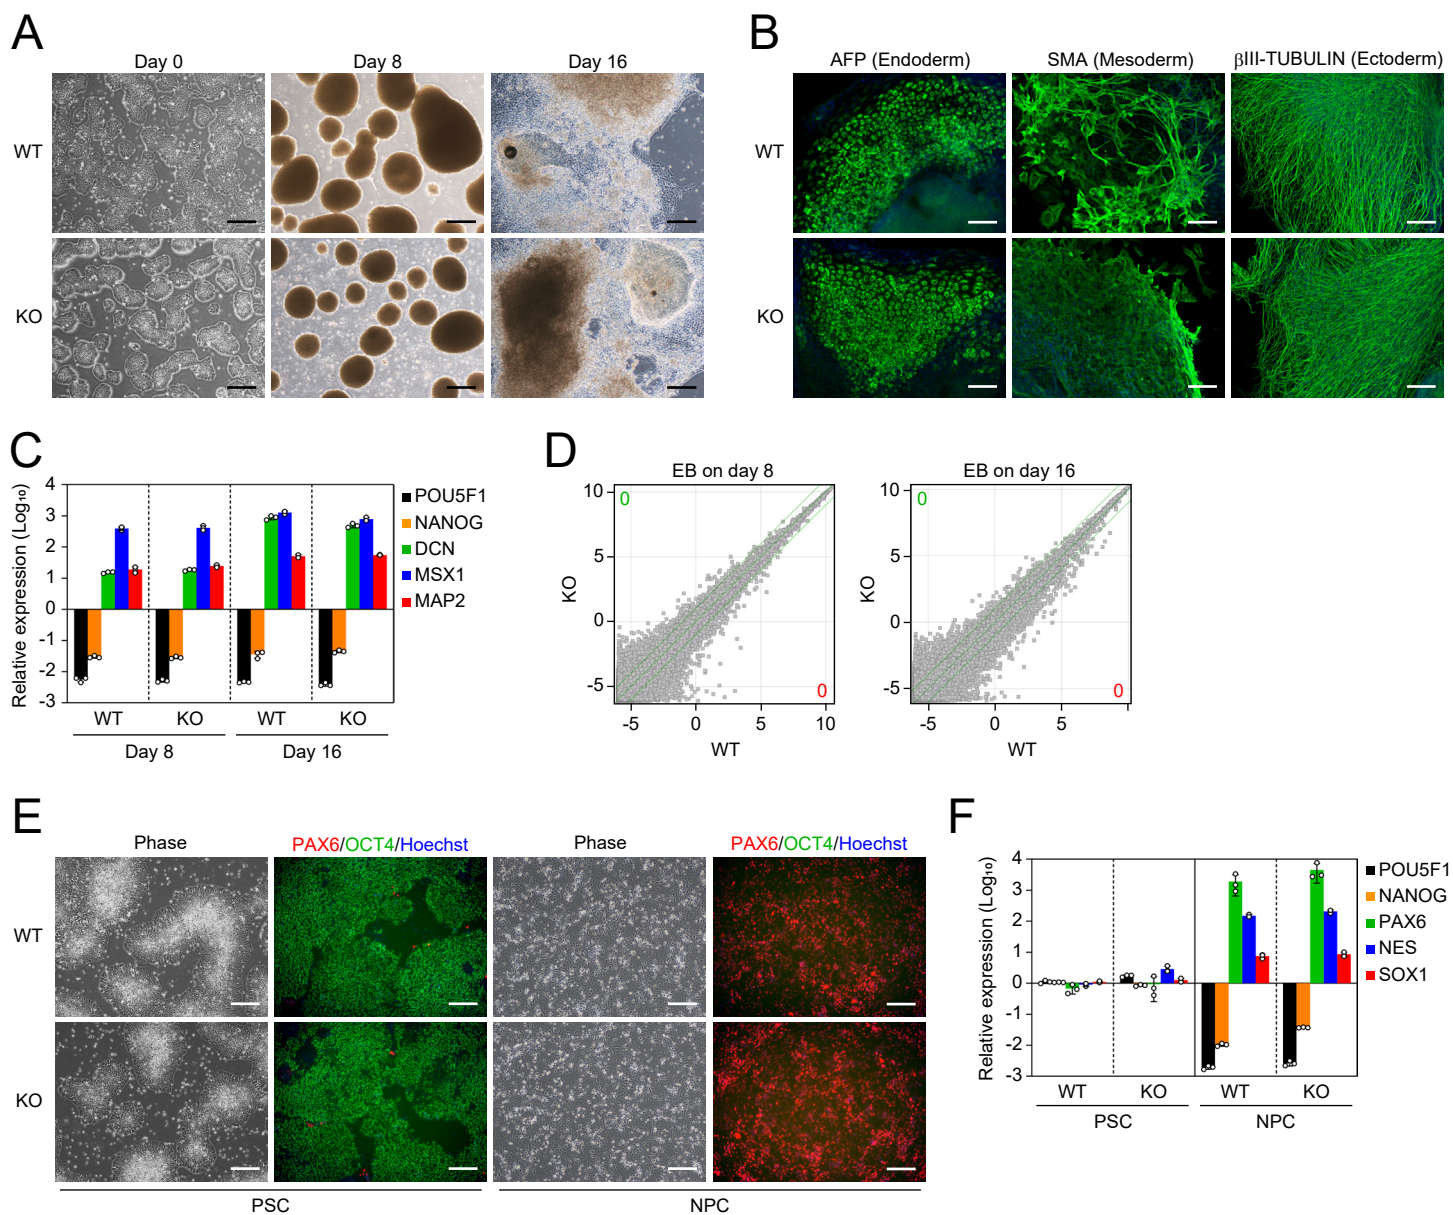 A
Day 0
Day 8
Day 16
WT
KO
B
AFP (Endoderm)
SMA (Mesoderm)
βIII-TUBULIN (Ectoderm)
WT
KO
C
Relative expression (Log₁₀)
4
3
2
1
0
-1
-2
-3
POU5F1
NANOG
DCN
MSX1
MAP2
WT
KO
WT
KO
Day 8
Day 16
D
EB on day 8
10
5
0
-5
KO
0
0
-5
0
5
10
WT
EB on day 16
10
5
0
-5
KO
0
0
-5
0
5
WT
E
Phase
PAX6/OCT4/Hoechst
Phase
PAX6/OCT4/Hoechst
WT
KO
PSC
NPC
F
Relative expression (Log₁₀)
4
3
2
1
0
-1
-2
-3
POU5F1
NANOG
PAX6
NES
SOX1
WT
KO
WT
KO
PSC
NPC